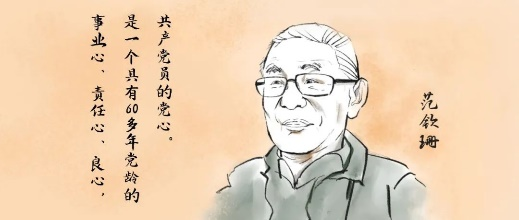 事业心、責任心、良心，
是一个具有60多年党龄的
共产党员的党心。
范钦珊